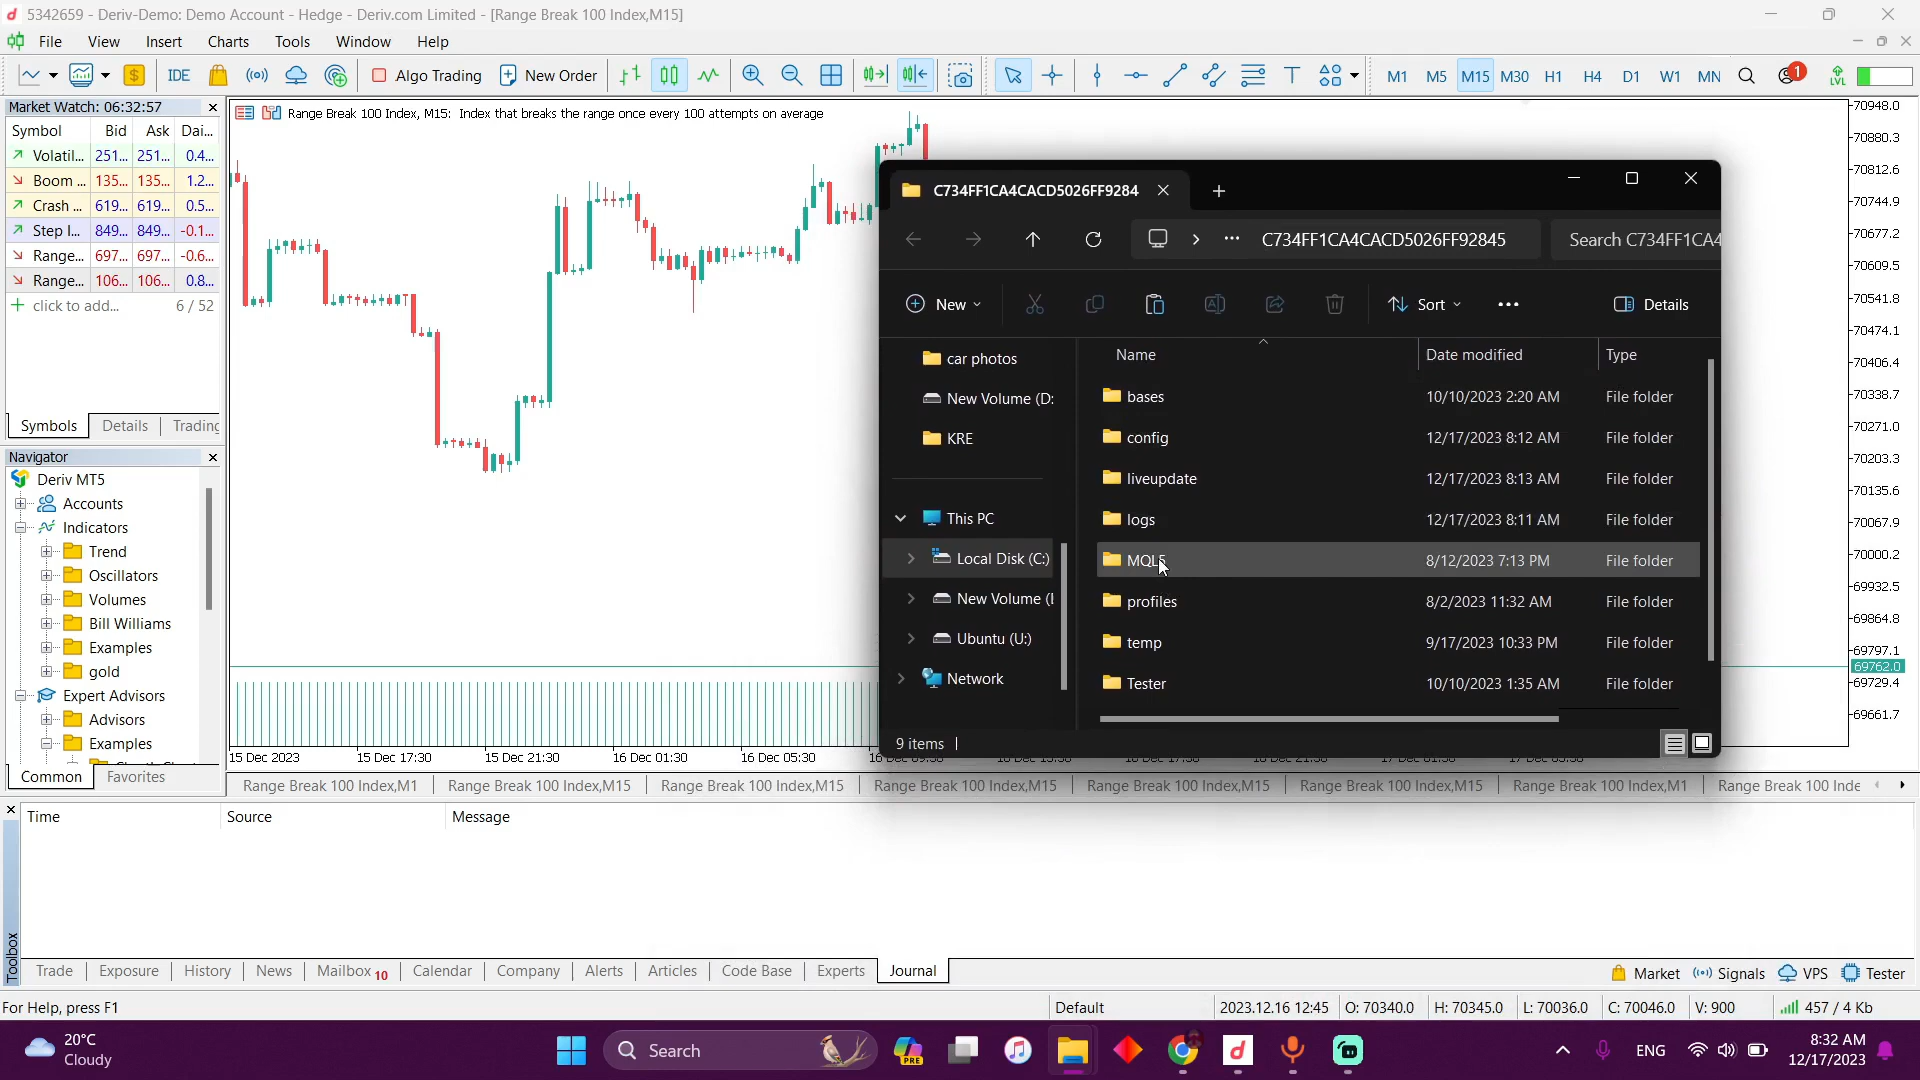 5342659 - Deriv-Demo: Demo Account - Hedge - Deriv.com Limited - [Range Break 100 Index,M15]
File View Insert Charts Tools Window Help
IDE Algo Trading New Order M1 M5 M15 M30 H1 H4 D1 W1 MN 1 LVL
Market Watch: 06:32:57
Symbol Bid Ask Dai...
Volatil... 251... 251... 0.4...
Boom ... 135... 135... 1.2...
Crash ... 619... 619... 0.5...
Step I... 849... 849... -0.1...
Range... 697... 697... -0.6...
Range... 106... 106... 0.8...
click to add... 6 / 52
Symbols Details Trading
Navigator
Deriv MT5
Accounts
Indicators
Trend
Oscillators
Volumes
Bill Williams
Examples
gold
Expert Advisors
Advisors
Examples
Common Favorites
Range Break 100 Index, M15: Index that breaks the range once every 100 attempts on average
70948.0
70880.3
70812.6
70744.9
70677.2
70609.5
70541.8
70474.1
70406.4
70338.7
70271.0
70203.3
70135.6
70067.9
70000.2
69932.5
69864.8
69797.1
69762.0
69729.4
69661.7
15 Dec 2023 15 Dec 17:30 15 Dec 21:30 16 Dec 01:30 16 Dec 05:30
C734FF1CA4CACD5026FF9284
C734FF1CA4CACD5026FF92845 Search C734FF1CA4
New Sort Details
car photos
New Volume (D:
KRE
This PC
Local Disk (C:)
New Volume (
Ubuntu (U:)
Network
Name Date modified Type
bases 10/10/2023 2:20 AM File folder
config 12/17/2023 8:12 AM File folder
liveupdate 12/17/2023 8:13 AM File folder
logs 12/17/2023 8:11 AM File folder
MQL5 8/12/2023 7:13 PM File folder
profiles 8/2/2023 11:32 AM File folder
temp 9/17/2023 10:33 PM File folder
Tester 10/10/2023 1:35 AM File folder
9 items
Range Break 100 Index,M1 Range Break 100 Index,M15 Range Break 100 Index,M15 Range Break 100 Index,M15 Range Break 100 Index,M15 Range Break 100 Index,M15 Range Break 100 Index,M1 Range Break 100 Inde
Time Source Message
Toolbox
Trade Exposure History News Mailbox 10 Calendar Company Alerts Articles Code Base Experts Journal Market Signals VPS Tester
For Help, press F1 Default 2023.12.16 12:45 O: 70340.0 H: 70345.0 L: 70036.0 C: 70046.0 V: 900 457 / 4 Kb
20°C
Cloudy
Search
PRE
ENG
8:32 AM
12/17/2023